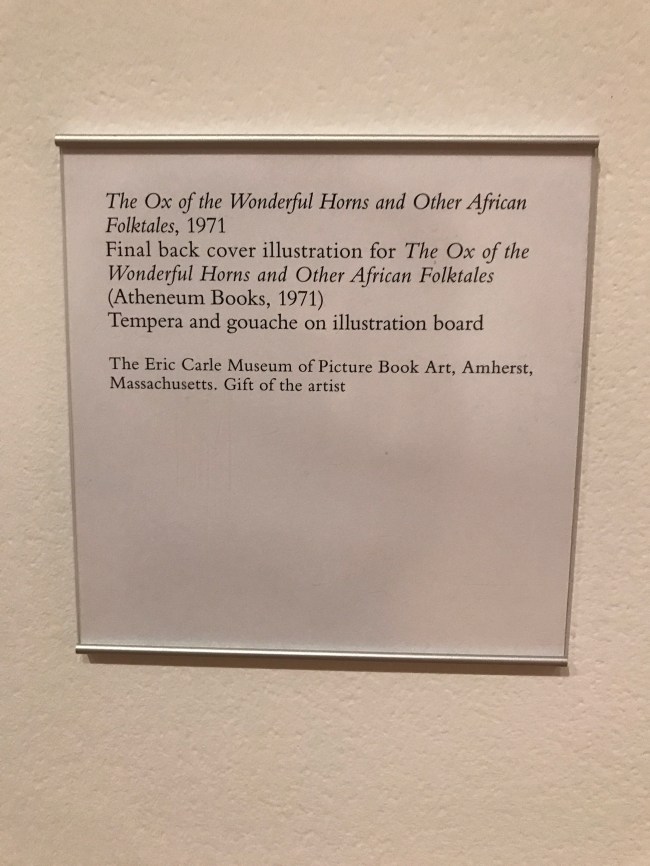 The Ox of the Wonderful Horns and Other African
Folktales, 1971
Final back cover illustration for The Ox of the
Wonderful Horns and Other African Folktales
(Atheneum Books, 1971)
Tempera and gouache on illustration board
The Eric Carle Museum of Picture Book Art, Amherst,
Massachusetts. Gift of the artist